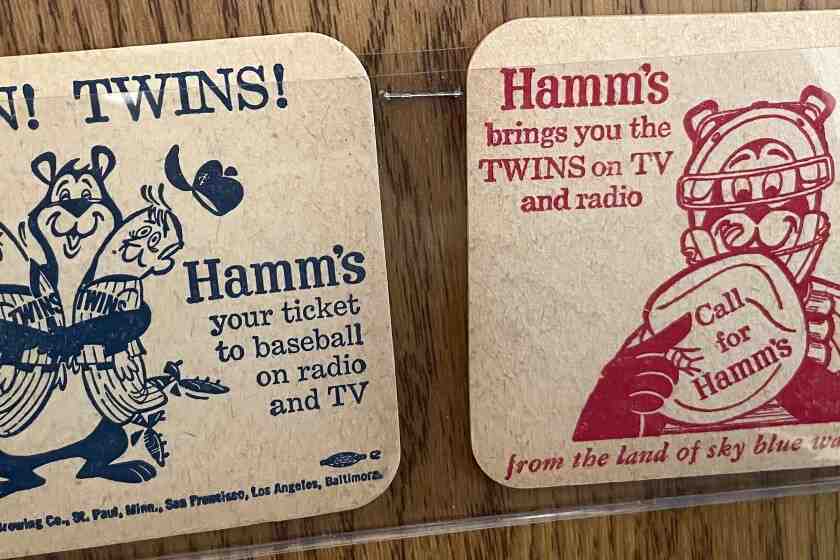 N! TWINS!
TWINS
TWINS
Hamm's
your ticket
to baseball
on radio
and TV
Brewing Co., St. Paul, Minn., San Francisco, Los Angeles, Baltimore
Hamm's
brings you the
TWINS on TV
and radio
Call
for
Hamm's
from the land of sky blue wa